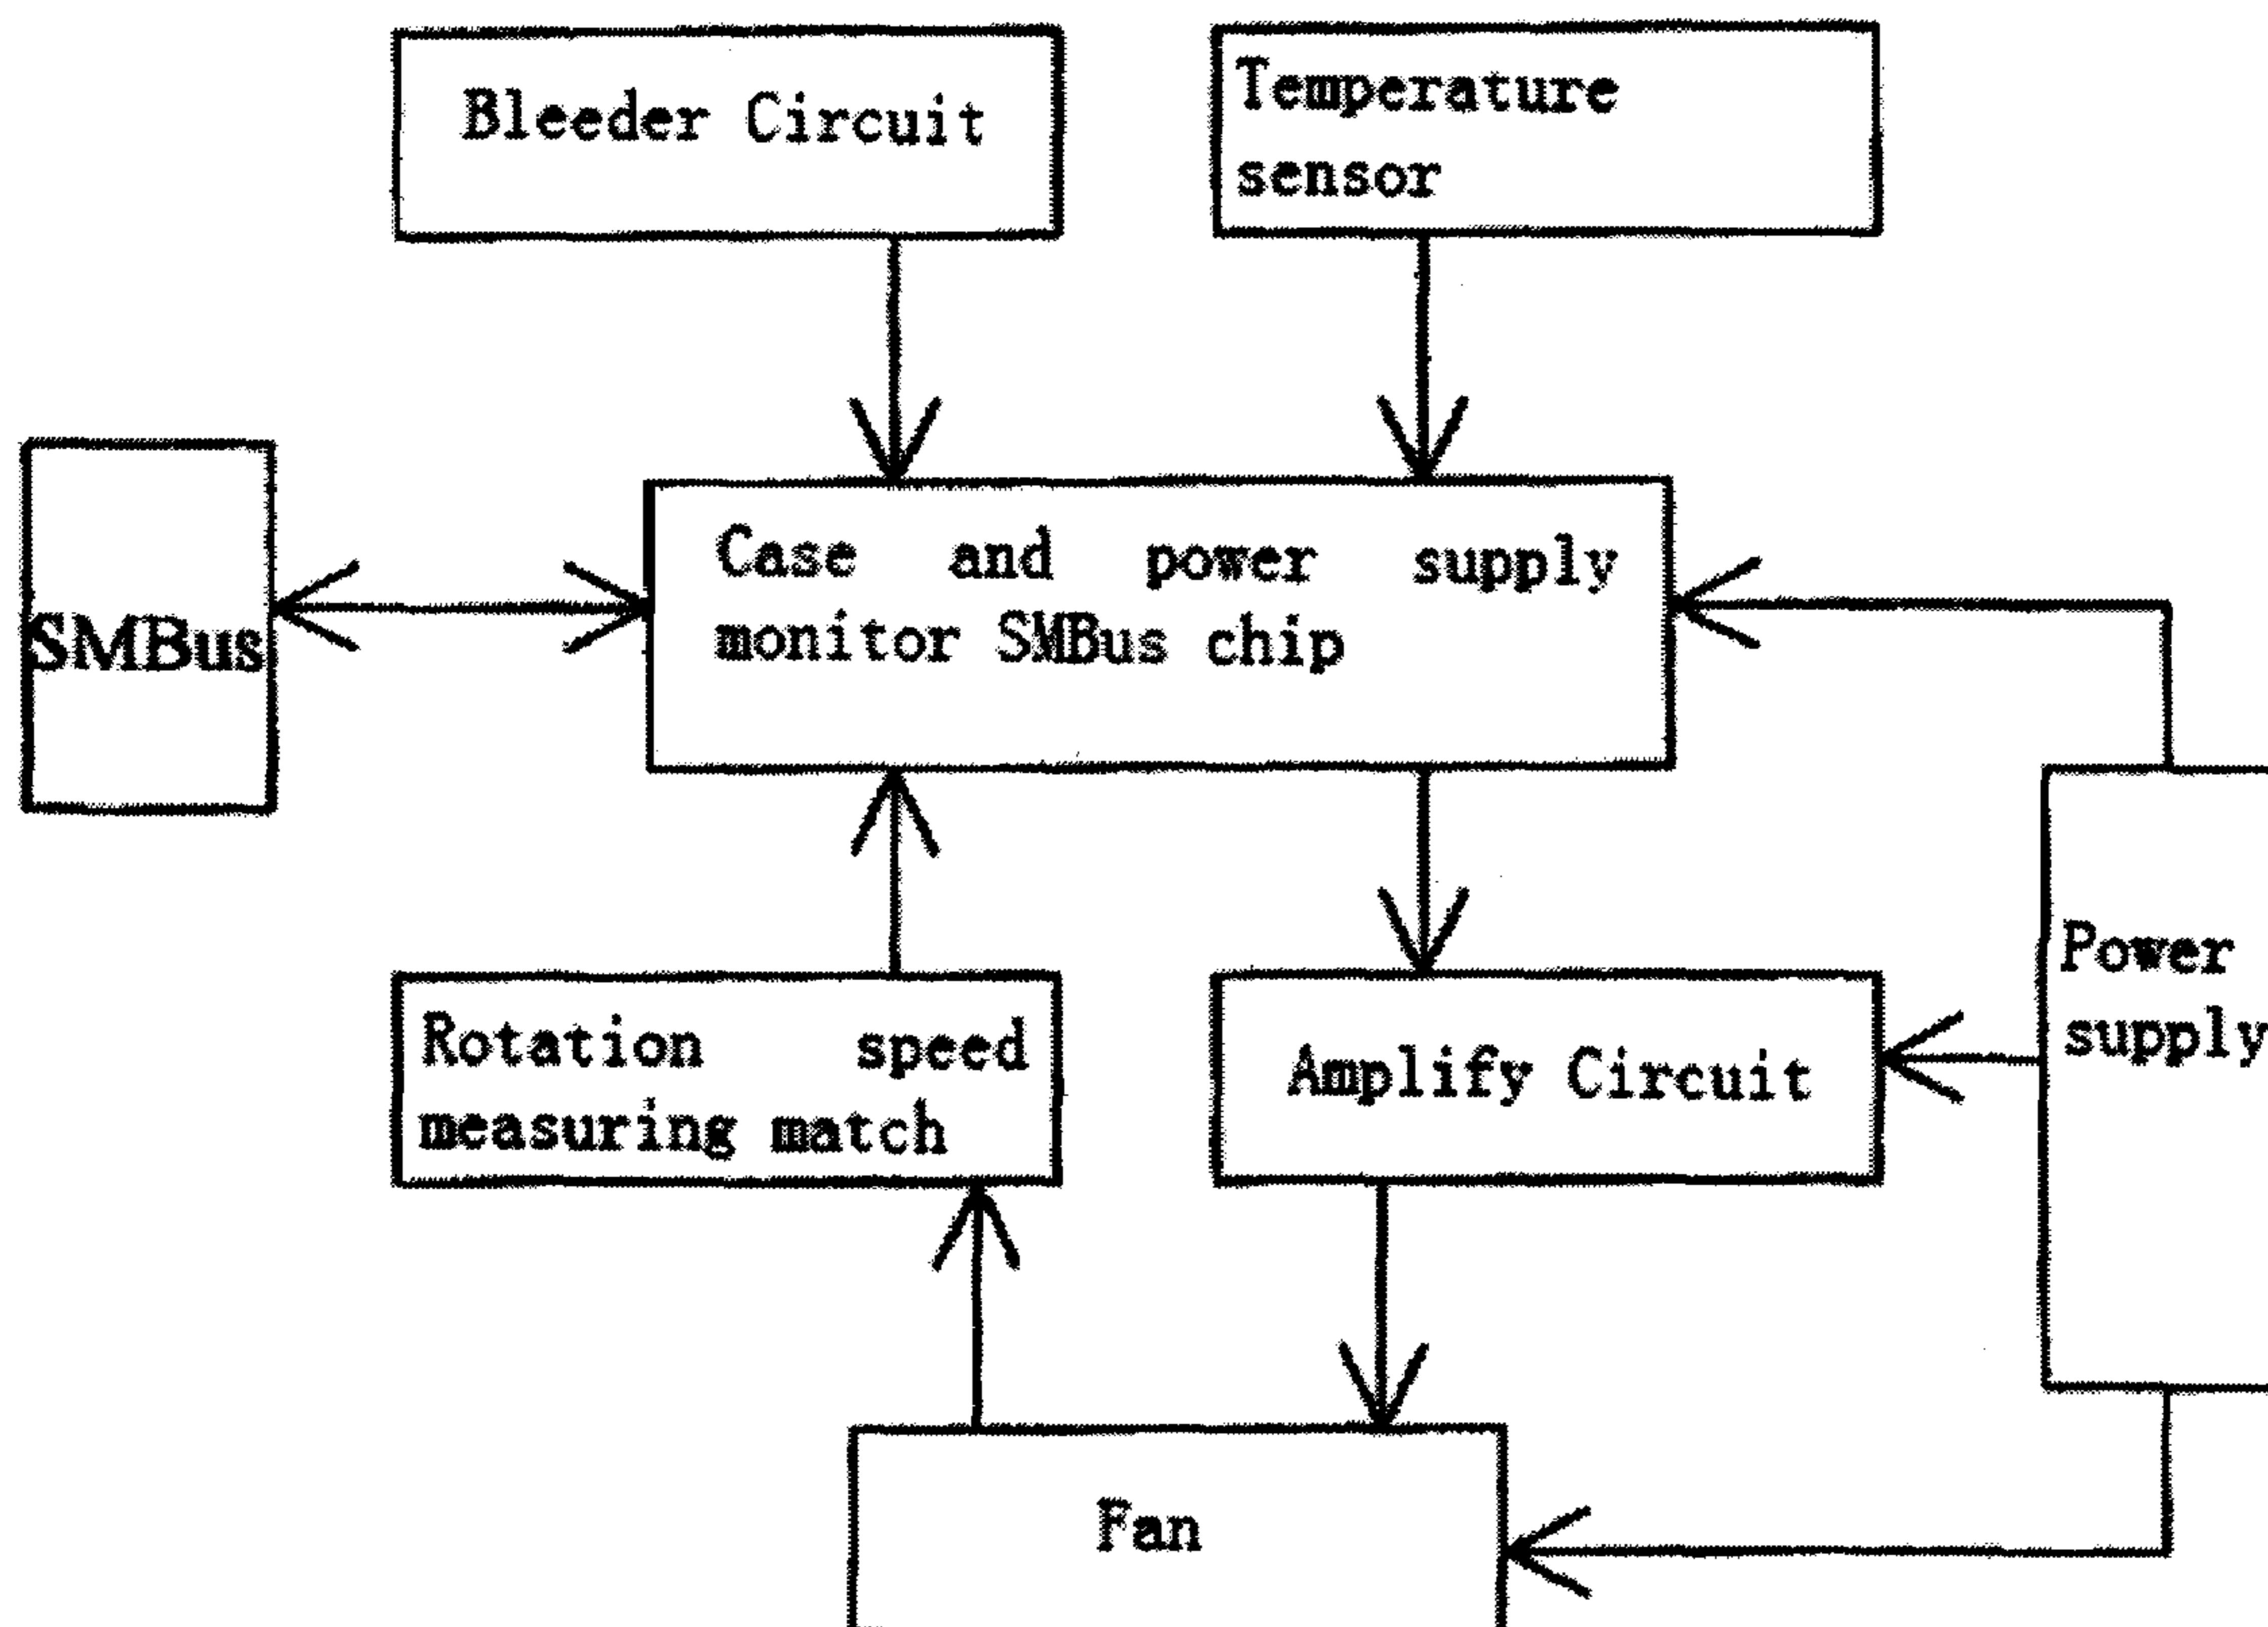 Bleeder Circuit
Temperature
sensor
Case and power supply
monitor SMBus chip
SMBus
Rotation speed
measuring match
Amplify Circuit
Power
supply
Fan